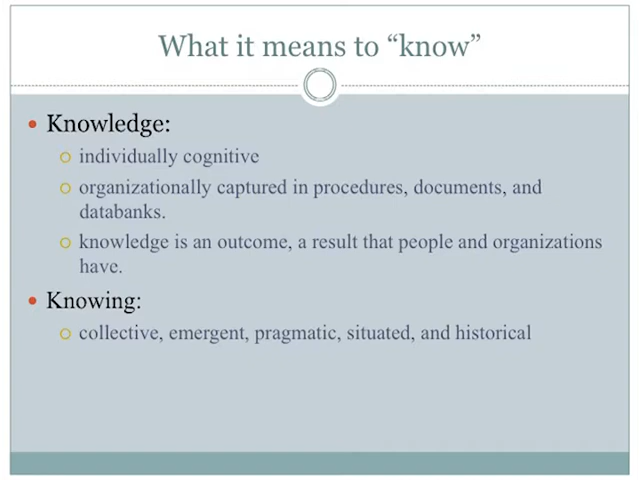 What it means to “know”
Knowledge:
individually cognitive
organizationally captured in procedures, documents, and
databanks.
knowledge is an outcome, a result that people and organizations
have.
Knowing:
collective, emergent, pragmatic, situated, and historical